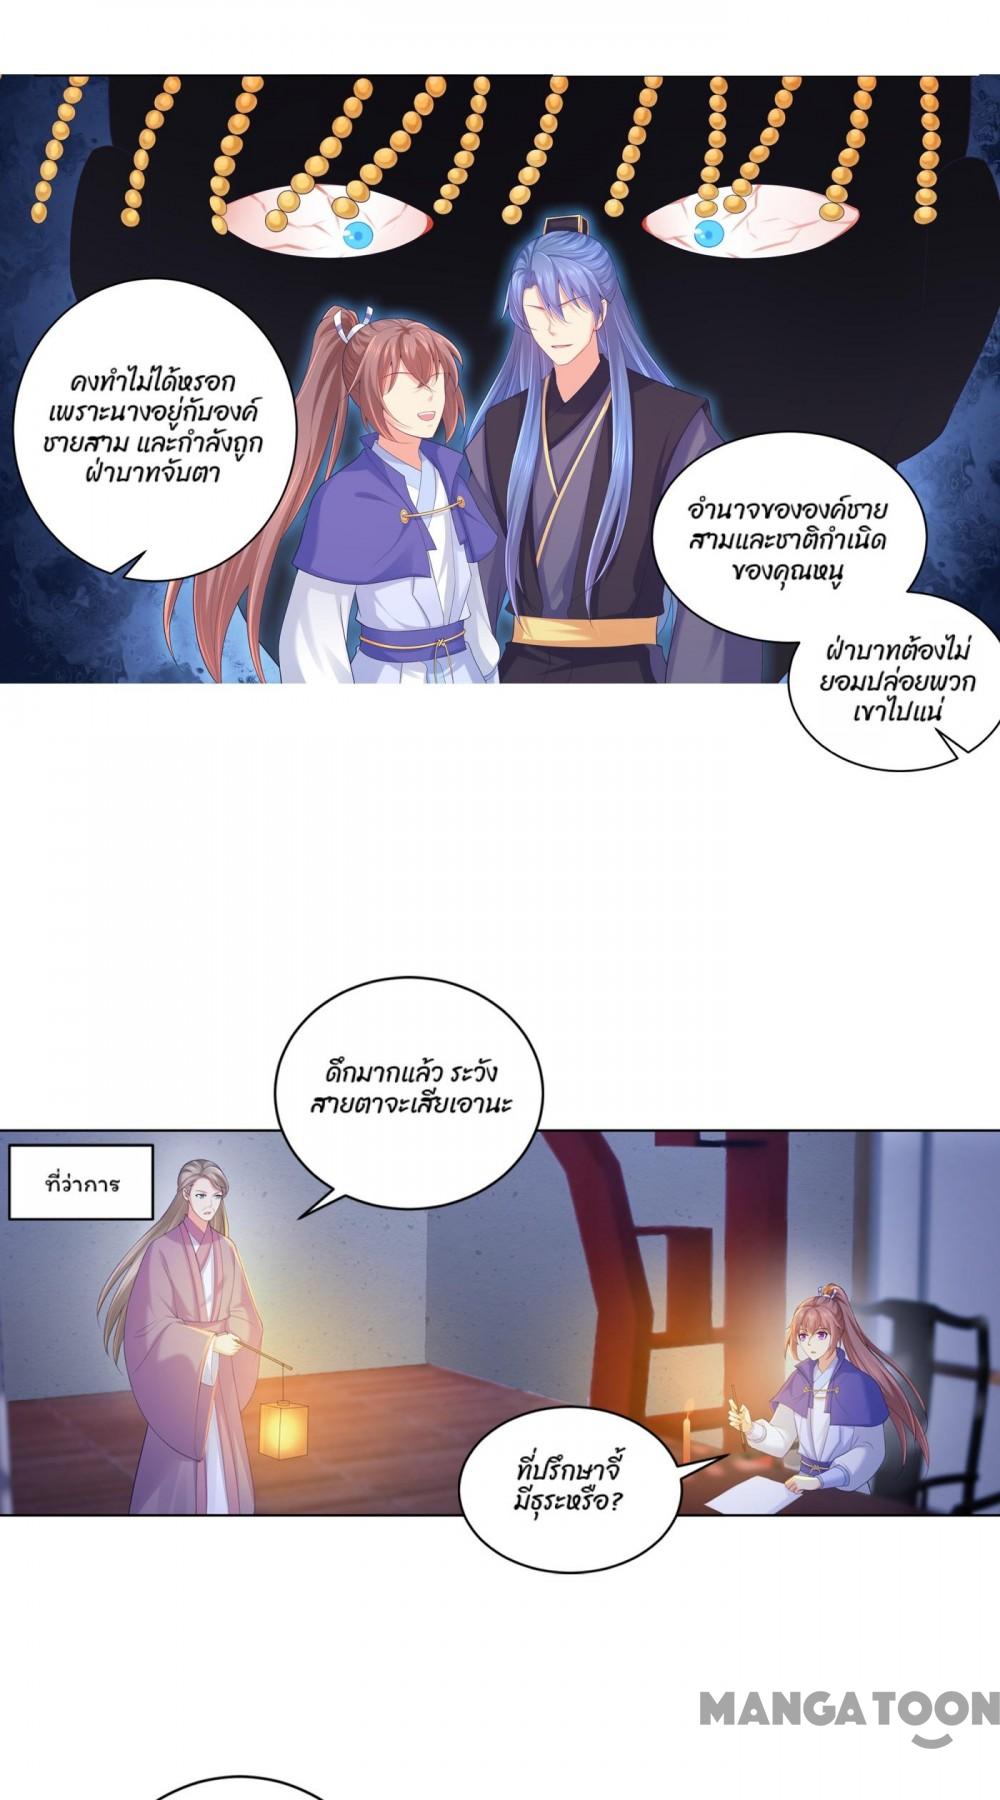 คงทำไม่ได้หรอก
เพราะนางอยู่กับองค์
ชายสาม และกำลังถูก
ฝ่าบาทจับตา
อำนาจขององค์ชาย
สามและชาติกำเนิด
ของคุณหนู
ฝ่าบาทต้องไม่
ยอมปล่อยพวก
เขาไปแน่
ดึกมากแล้ว ระวัง
สายตาจะเสียเอานะ
ที่ว่าการ
ที่ปรึกษาจี้
มีธุระหรือ?
MANGATOON